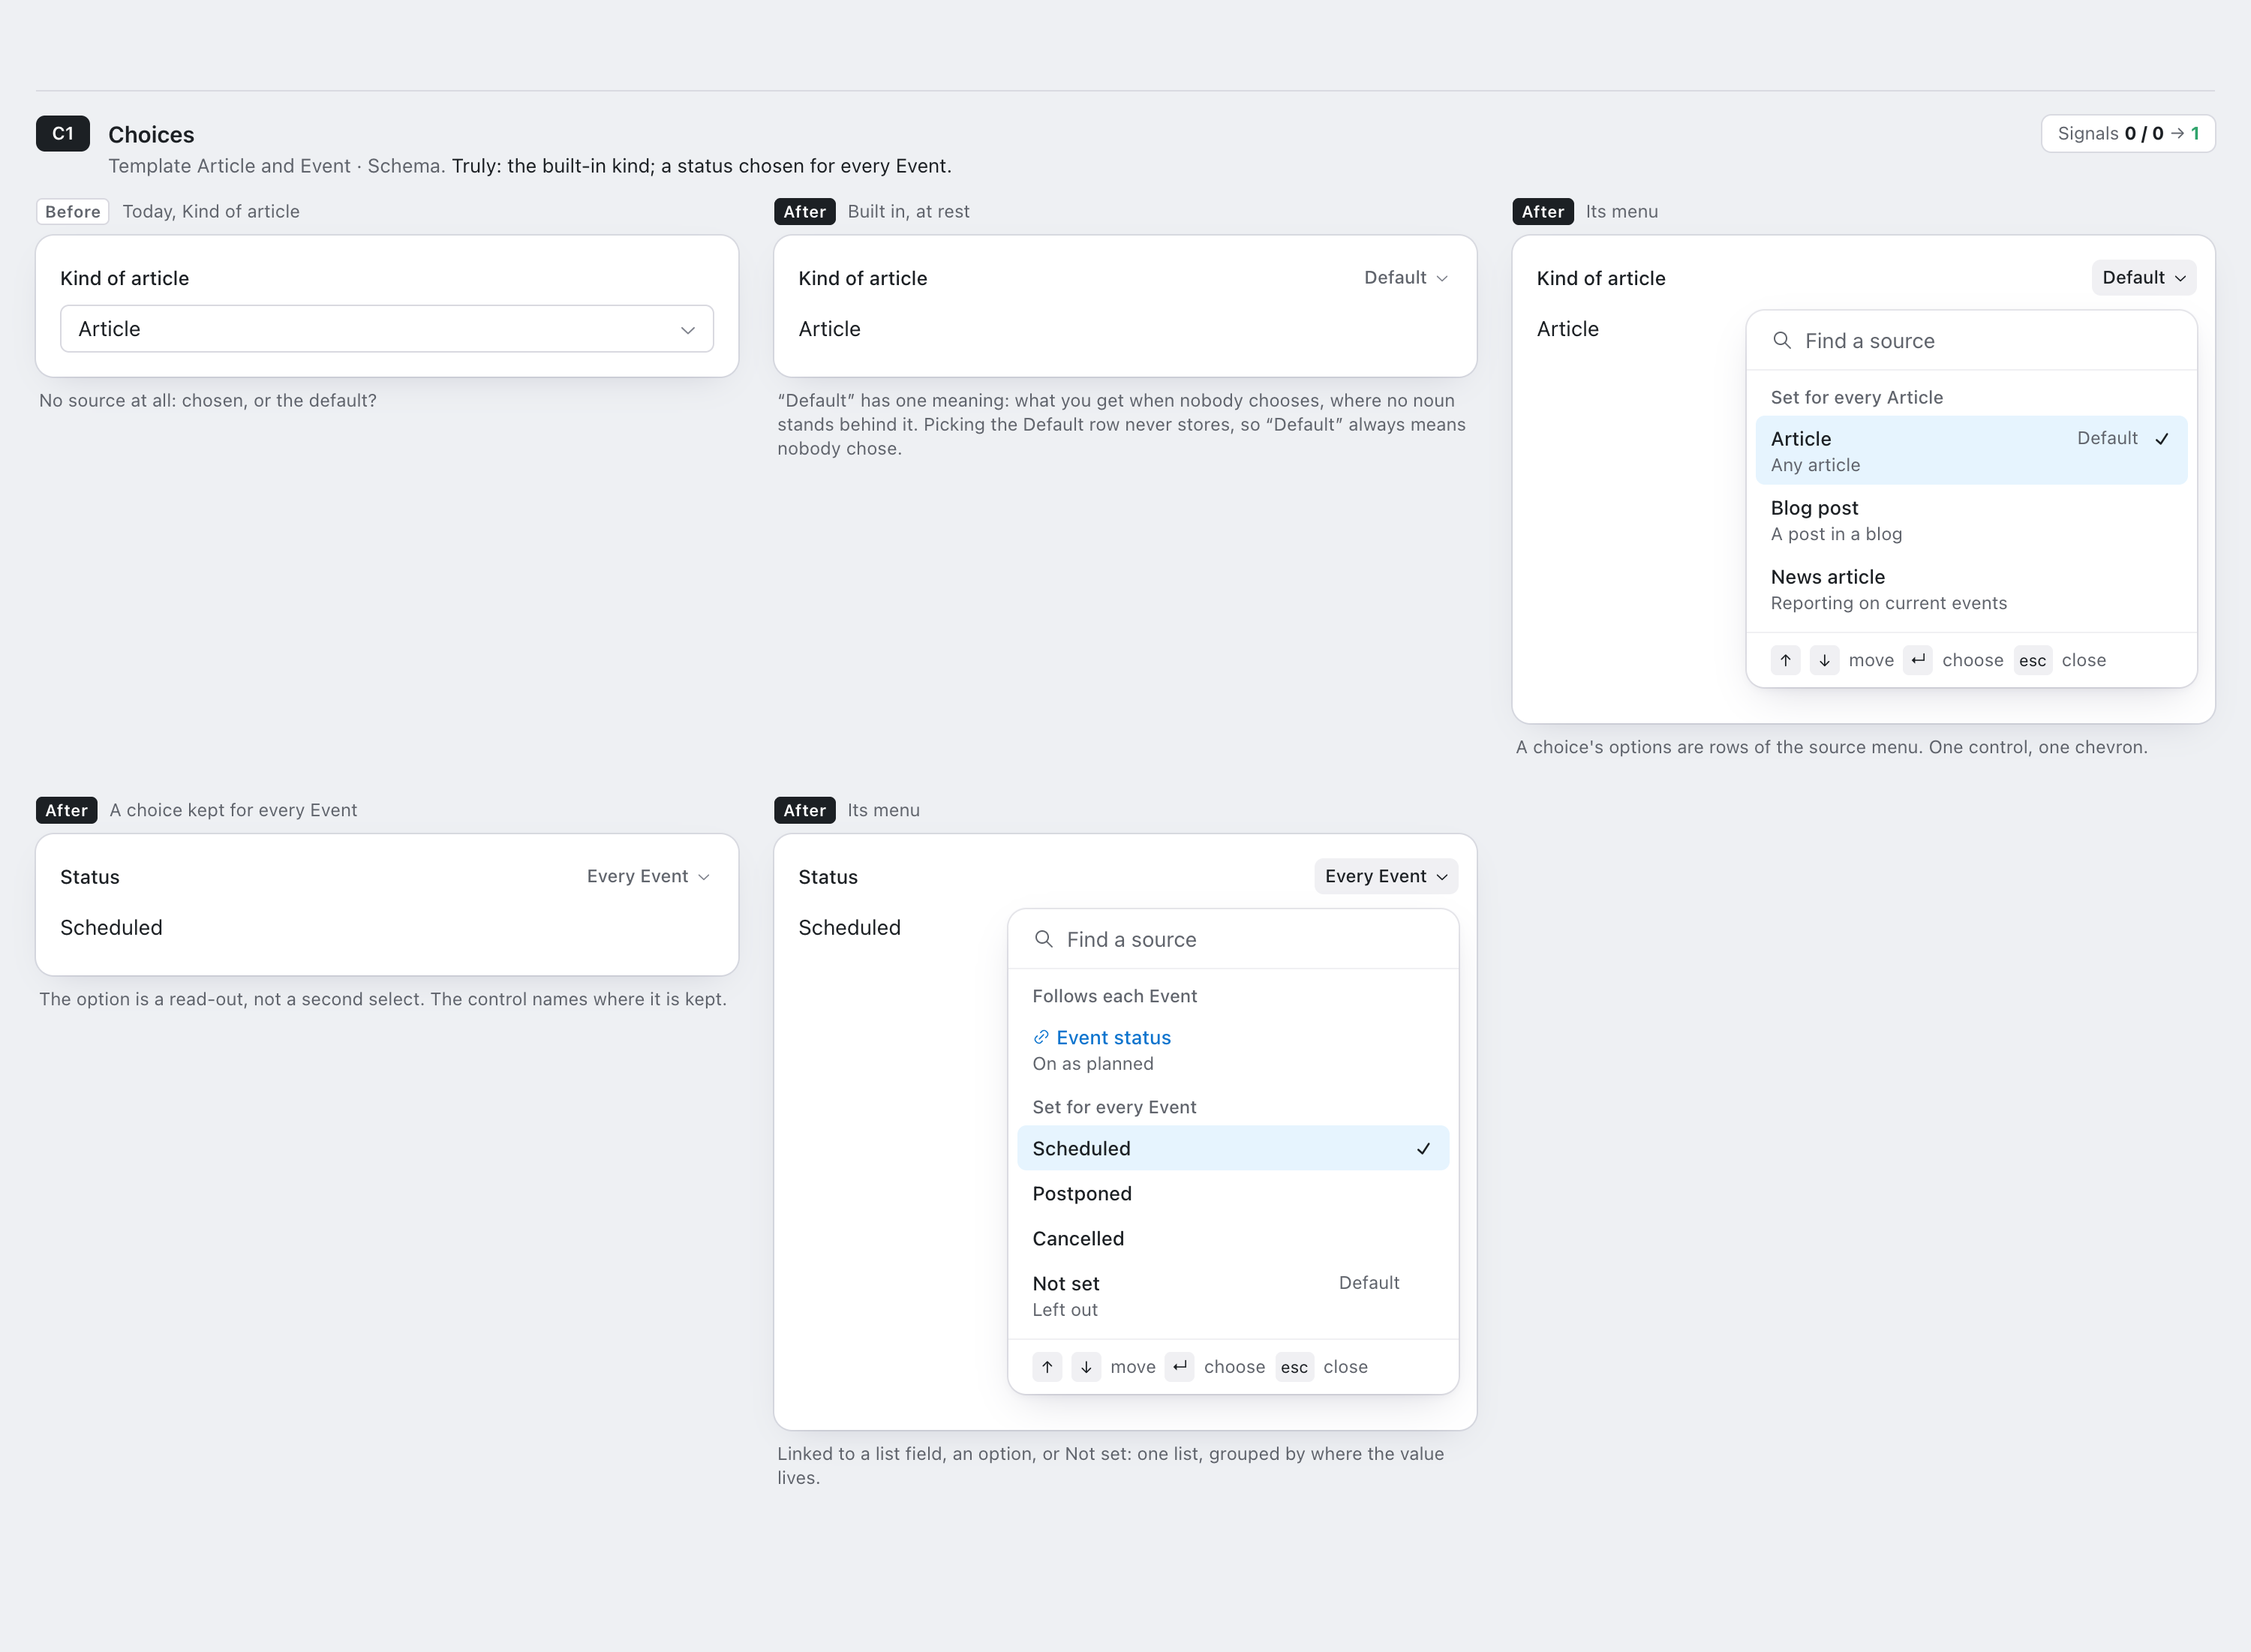 C1 Choices
Signals 0 / 0 → 1
Template Article and Event · Schema. Truly: the built-in kind; a status chosen for every Event.
Before Today, Kind of article
Kind of article
Article
No source at all: chosen, or the default?
After Built in, at rest
Kind of article Default
Article
“Default” has one meaning: what you get when nobody chooses, where no noun
stands behind it. Picking the Default row never stores, so “Default” always means
nobody chose.
After Its menu
Kind of article Default
Article
Find a source
Set for every Article
Article Default
Any article
Blog post
A post in a blog
News article
Reporting on current events
↑ ↓ move ↵ choose esc close
A choice's options are rows of the source menu. One control, one chevron.
After A choice kept for every Event
Status Every Event
Scheduled
The option is a read-out, not a second select. The control names where it is kept.
After Its menu
Status Every Event
Scheduled
Find a source
Follows each Event
Event status
On as planned
Set for every Event
Scheduled
Postponed
Cancelled
Not set Default
Left out
↑ ↓ move ↵ choose esc close
Linked to a list field, an option, or Not set: one list, grouped by where the value
lives.